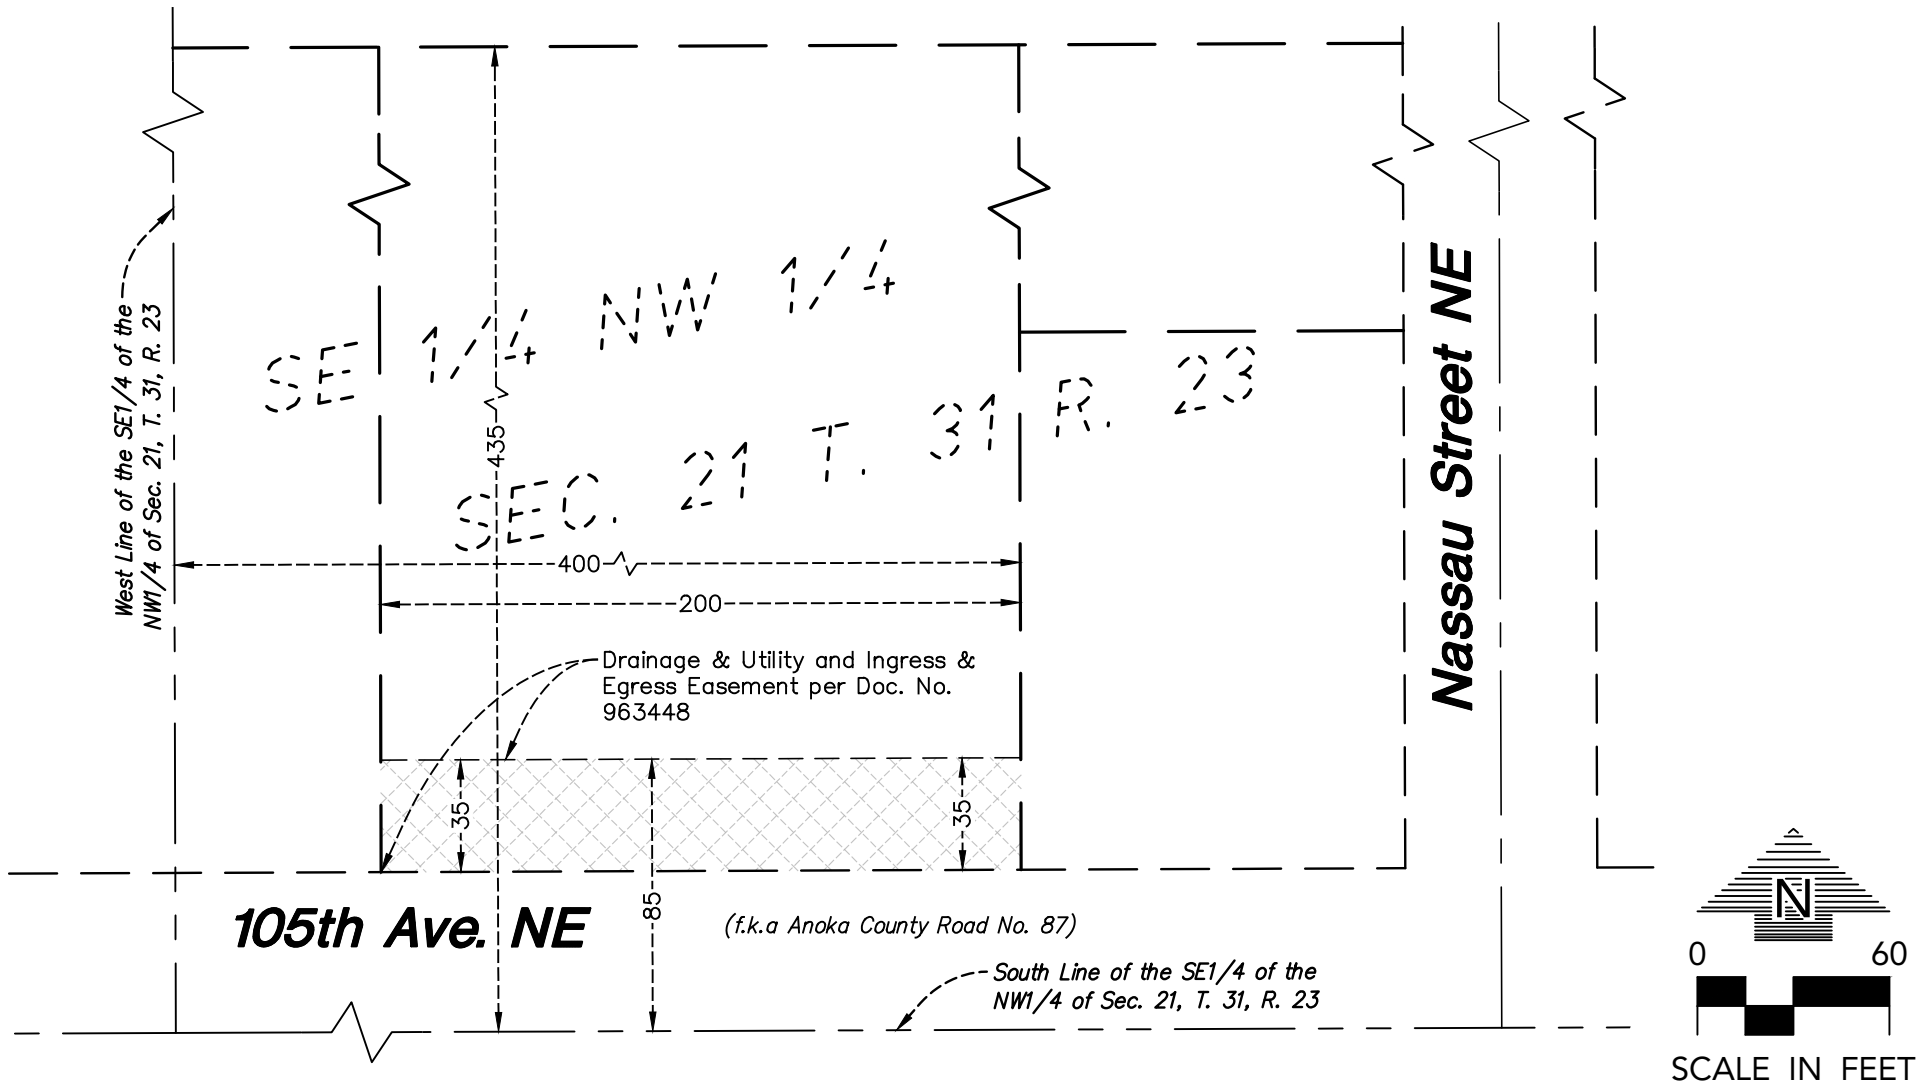 SE 1/4 NW 1/4
SEC. 21 T. 31 R. 23
West Line of the SE1/4 of the
NW1/4 of Sec. 21, T. 31, R. 23
435
400
200
Nassau Street NE
Drainage & Utility and Ingress &
Egress Easement per Doc. No.
963448
35
35
85
105th Ave. NE
(f.k.a Anoka County Road No. 87)
South Line of the SE1/4 of the
NW1/4 of Sec. 21, T. 31, R. 23
N
0 60
SCALE IN FEET